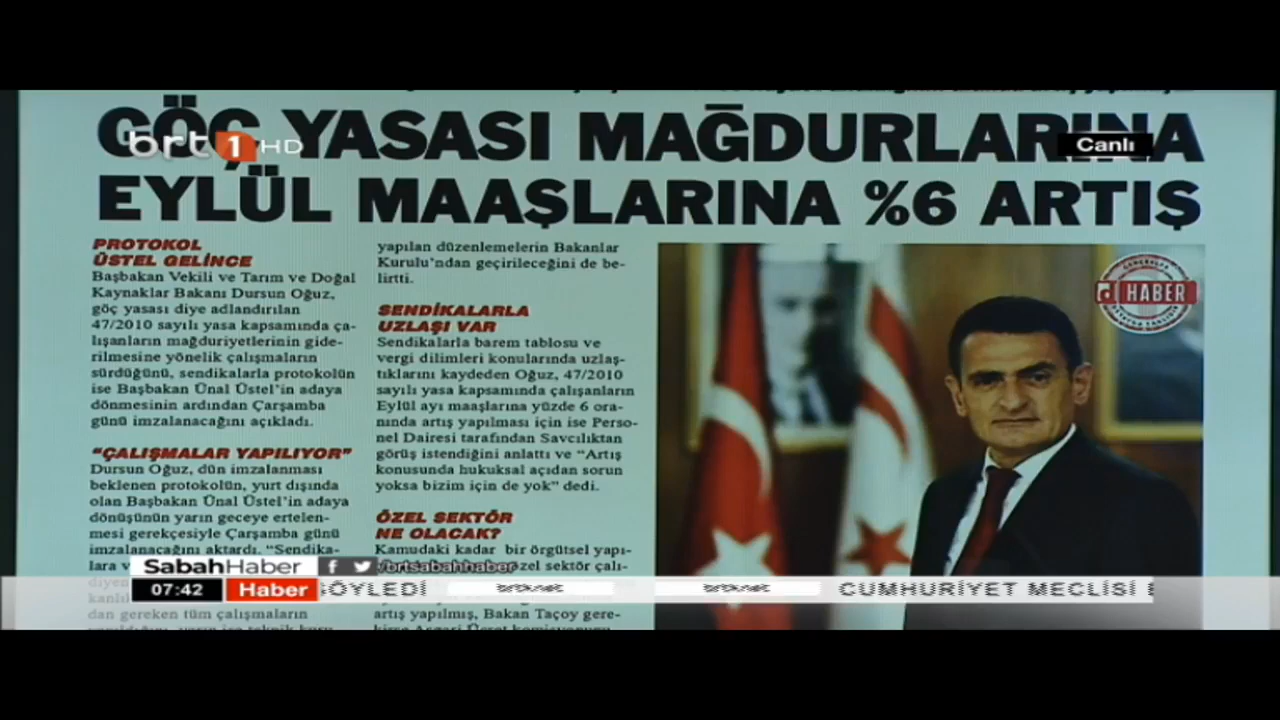 GÖÇ YASASI MAĞDURLARINA
EYLÜL MAAŞLARINA %6 ARTIŞ
brt 1 HD
Canlı
PROTOKOL
ÜSTEL GELİNCE
Başbakan Vekili ve Tarım ve Doğal
Kaynaklar Bakanı Dursun Oğuz,
göç yasası diye adlandırılan
47/2010 sayılı yasa kapsamında ça-
lışanların mağduriyetlerinin gide-
rilmesine yönelik çalışmaların
sürdüğünü, sendikalarla protokolün
ise Başbakan Ünal Üstel'in adaya
dönmesinin ardından Çarşamba
günü imzalanacağını açıkladı.
"ÇALIŞMALAR YAPILIYOR"
Dursun Oğuz, dün imzalanması
beklenen protokolün, yurt dışında
olan Başbakan Ünal Üstel'in adaya
dönüşünün yarın geceye ertelen-
mesi gerekçesiyle Çarşamba günü
imzalanacağını aktardı. "Sendika-
lara
dan gereken tüm çalışmaların
yapılan düzenlemelerin Bakanlar
Kurulu'ndan geçirileceğini de be-
lirtti.
SENDİKALARLA
UZLAŞI VAR
Sendikalarla barem tablosu ve
vergi dilimleri konularında uzlaş-
tıklarını kaydeden Oğuz, 47/2010
sayılı yasa kapsamında çalışanların
Eylül ayı maaşlarına yüzde 6 ora-
nında artış yapılması için ise Perso-
nel Dairesi tarafından Savcılıktan
görüş istendiğini anlattı ve "Artış
konusunda hukuksal açıdan sorun
yoksa bizim için de yok" dedi.
ÖZEL SEKTÖR
NE OLACAK?
Kamudaki kadar bir örgütsel yapı-
özel sektör çalı-
artış yapılmış, Bakan Taçoy gere-
HABER
SabahHaber
/brtsabahhaber
07:42 Haber
SÖYLEDİ
CUMHURİYET MECLİSİ